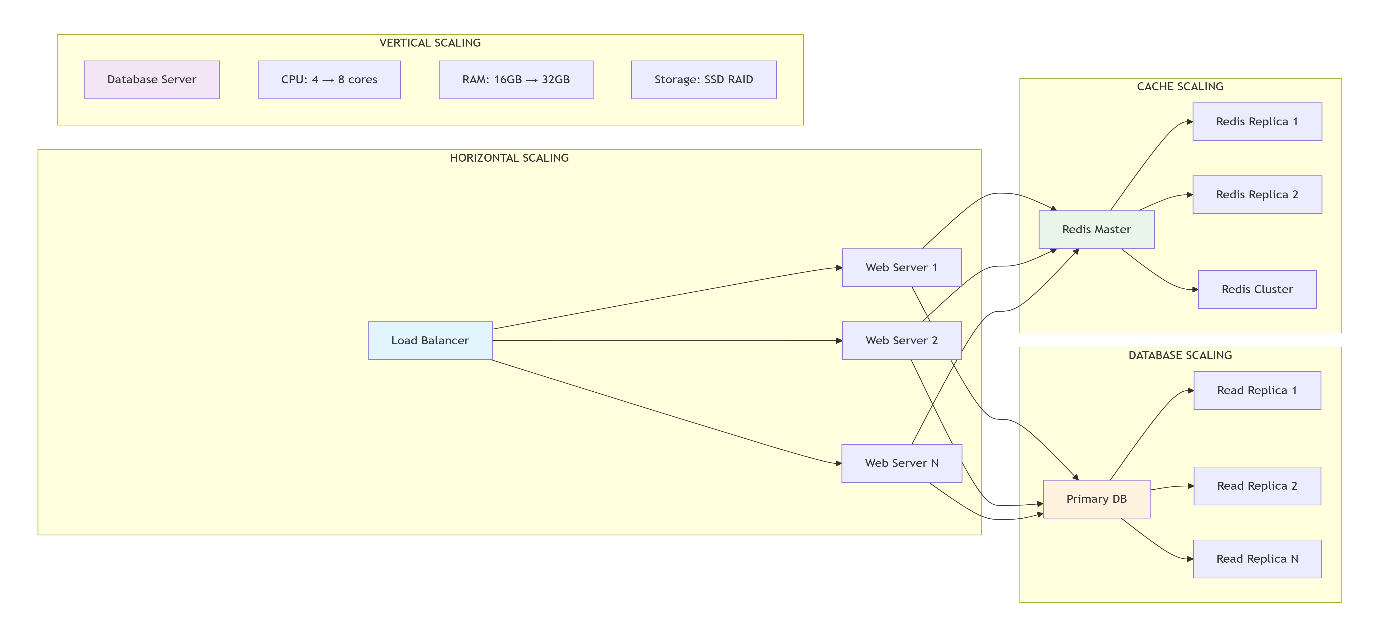 VERTICAL SCALING
Database Server
CPU: 4 → 8 cores
RAM: 16GB → 32GB
Storage: SSD RAID
HORIZONTAL SCALING
Load Balancer
Web Server 1
Web Server 2
Web Server N
CACHE SCALING
Redis Replica 1
Redis Replica 2
Redis Master
Redis Cluster
DATABASE SCALING
Read Replica 1
Read Replica 2
Primary DB
Read Replica N